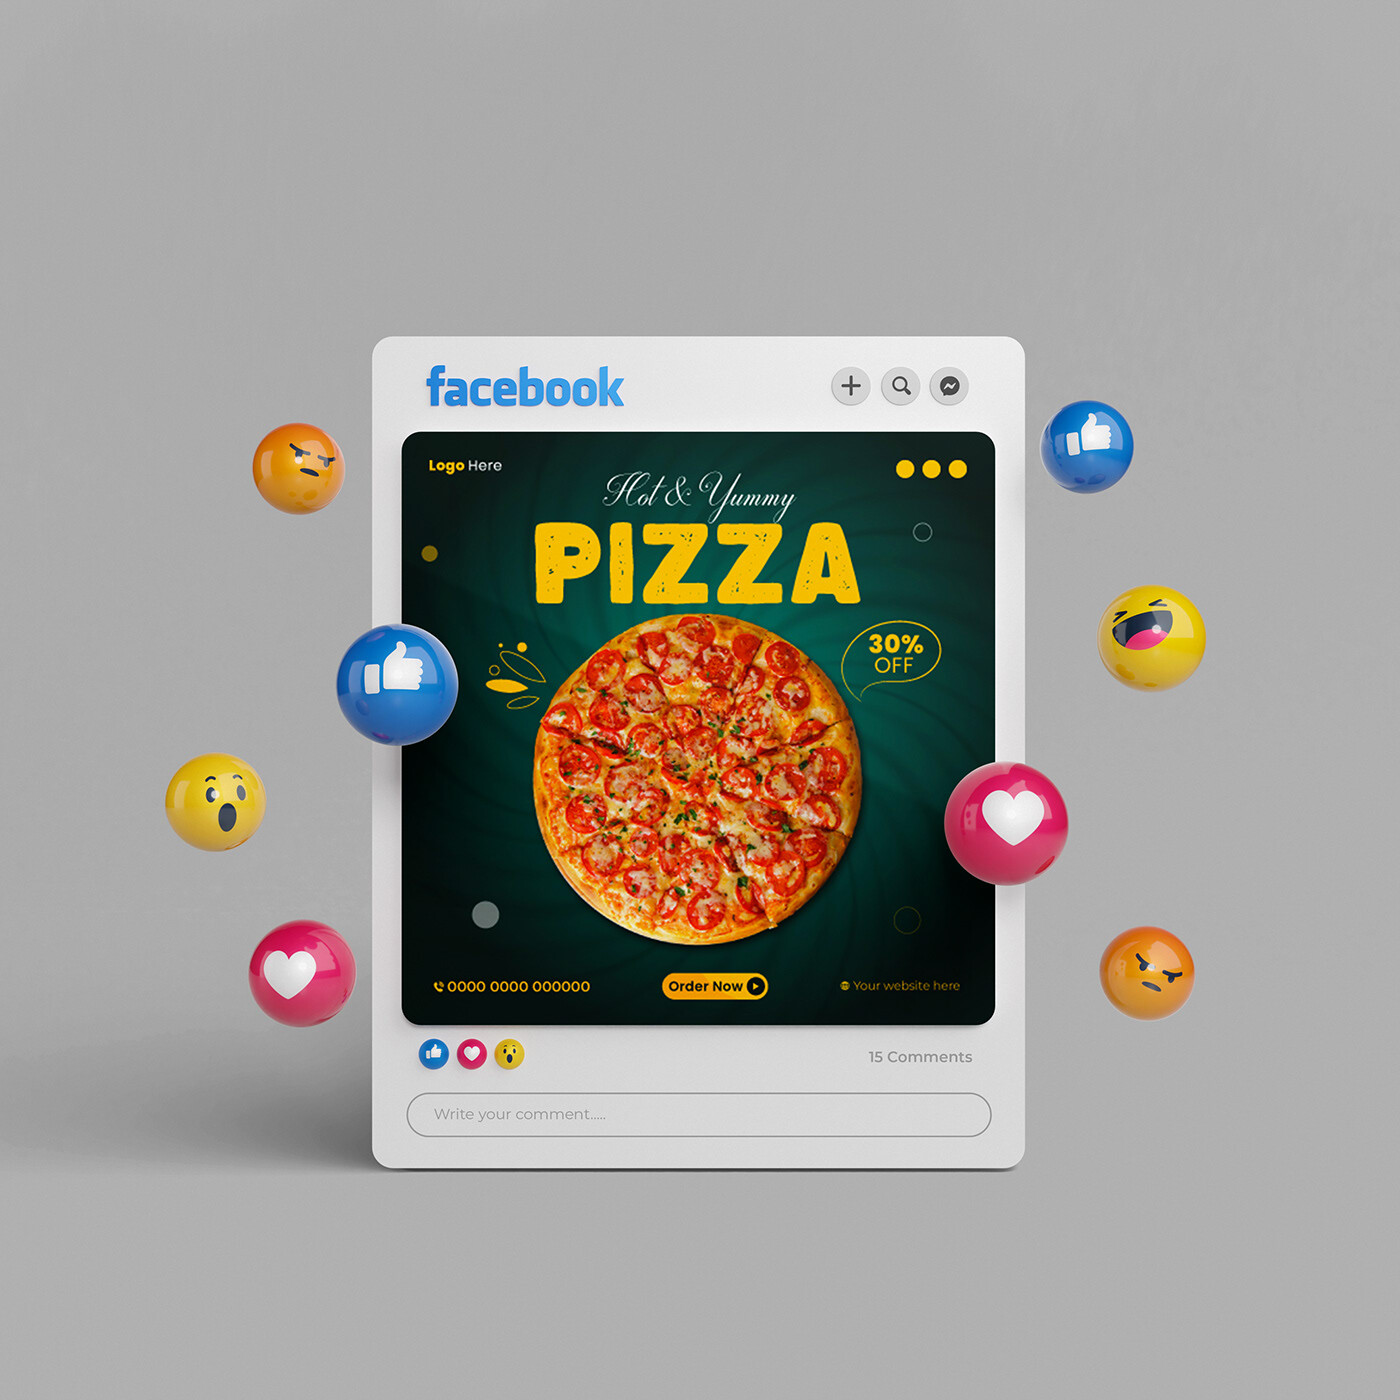 facebook
Logo Here
Hot & Yummy
PIZZA
30%
OFF
0000 0000 000000
Order Now
Your website here
15 Comments
Write your comment.....